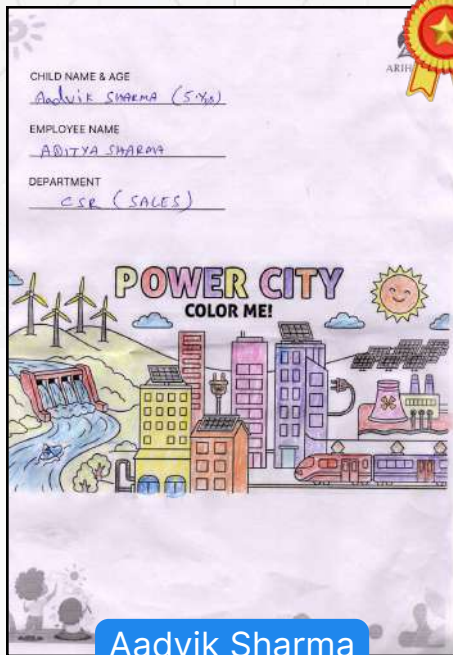 ARIH
CHILD NAME & AGE
Aadvik SHARMA (5 Yrs)
EMPLOYEE NAME
ADITYA SHARMA
DEPARTMENT
CSR (SALES)
POWER CITY
COLOR ME!
Aadvik Sharma